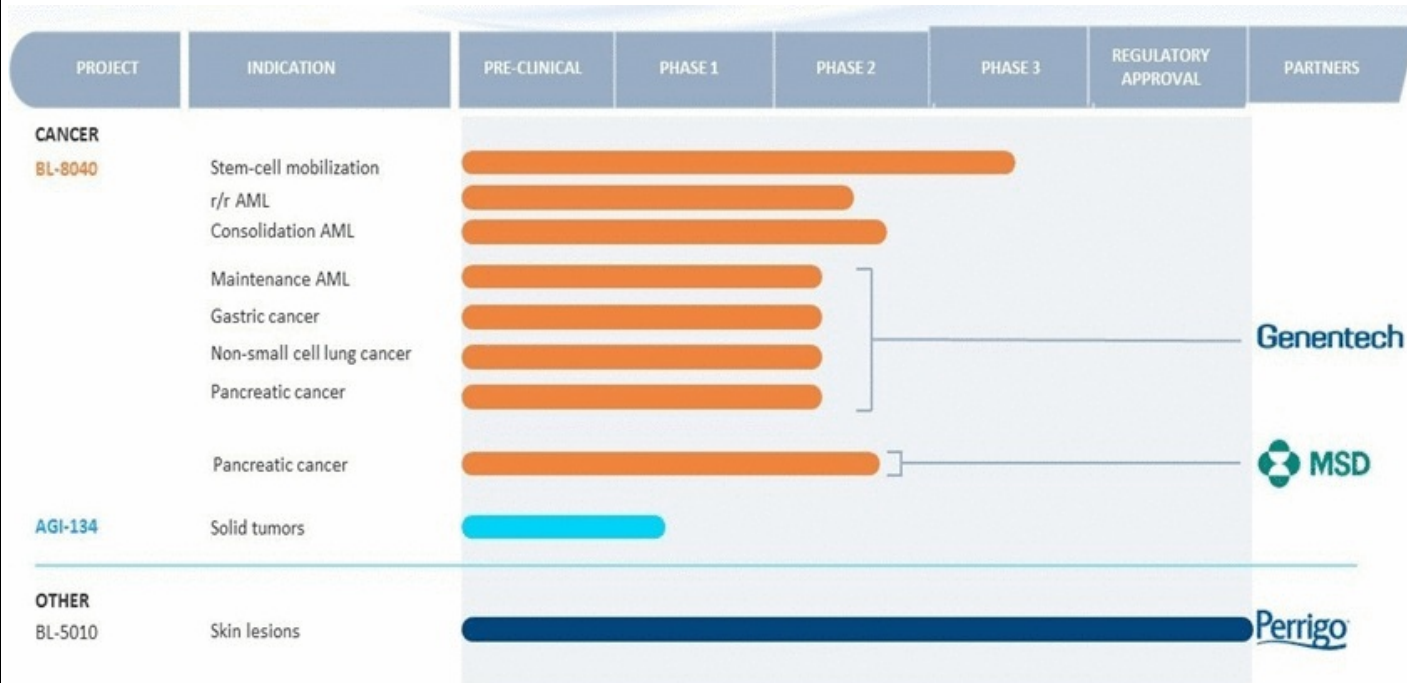 PROJECT INDICATION PRE-CLINICAL PHASE 1 PHASE 2 PHASE 3 REGULATORY APPROVAL PARTNERS
CANCER
BL-8040 Stem-cell mobilization
r/r AML
Consolidation AML
Maintenance AML
Gastric cancer
Genentech
Non-small cell lung cancer
Pancreatic cancer
Pancreatic cancer MSD
AGI-134 Solid tumors
OTHER
BL-5010 Skin lesions Perrigo